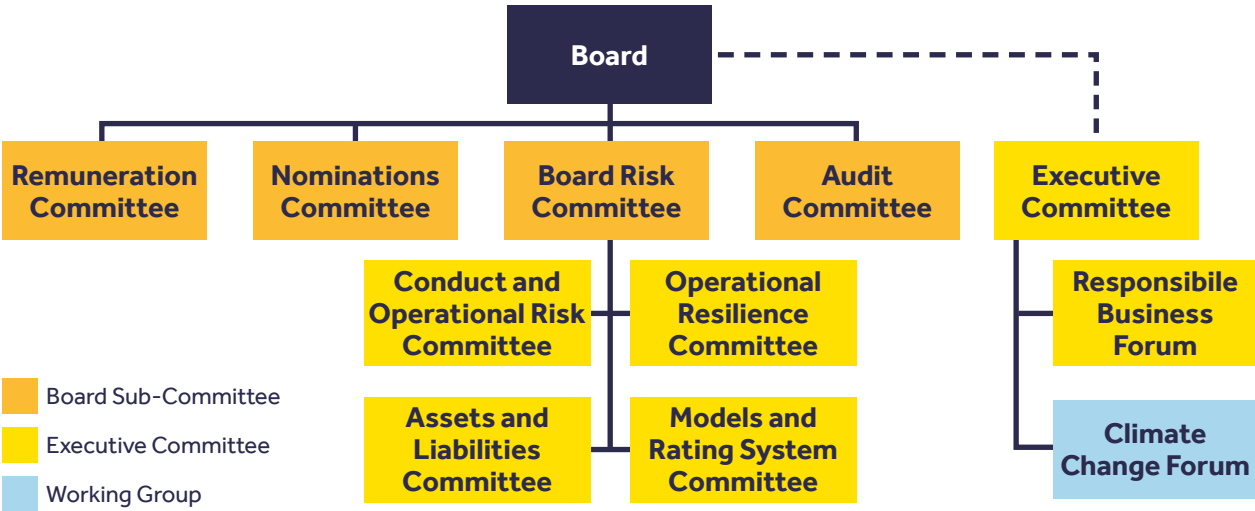 Board
Remuneration
Committee
Nominations
Committee
Board Risk
Committee
Audit
Committee
Executive
Committee
Conduct and
Operational Risk
Committee
Operational
Resilience
Committee
Responsibile
Business
Forum
Assets and
Liabilities
Committee
Models and
Rating System
Committee
Climate
Change Forum
Board Sub-Committee
Executive Committee
Working Group